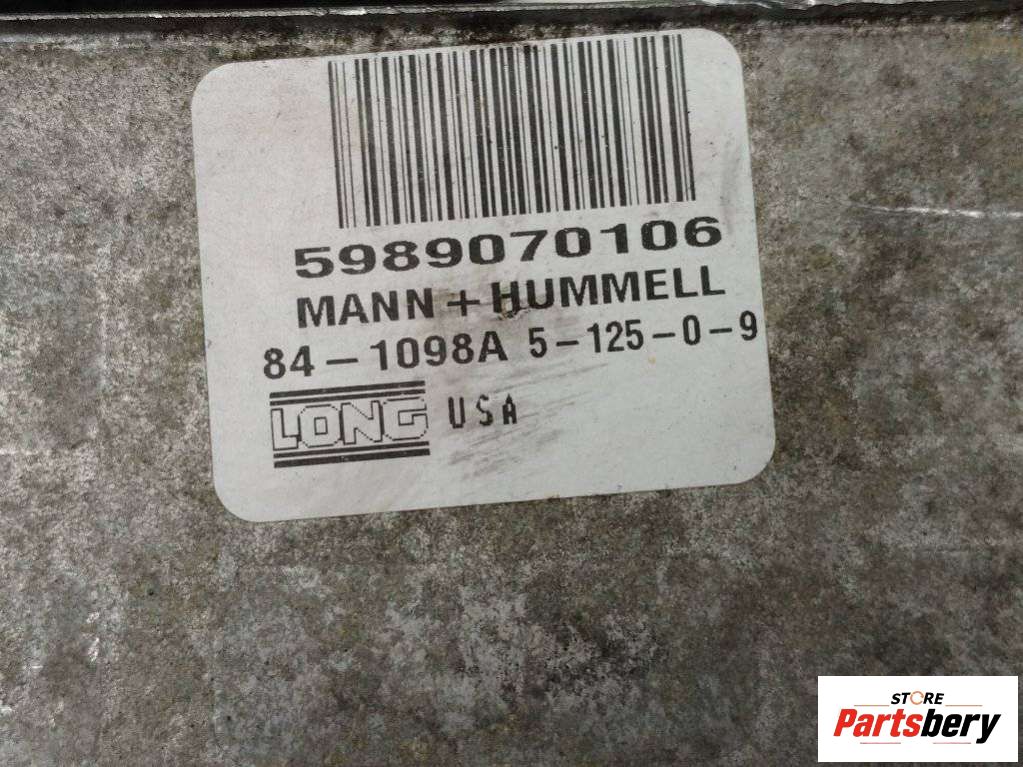 5989070106
MANN + HUMMELL
84-1098A 5-125-0-9
LONG USA
STORE
Partsbery